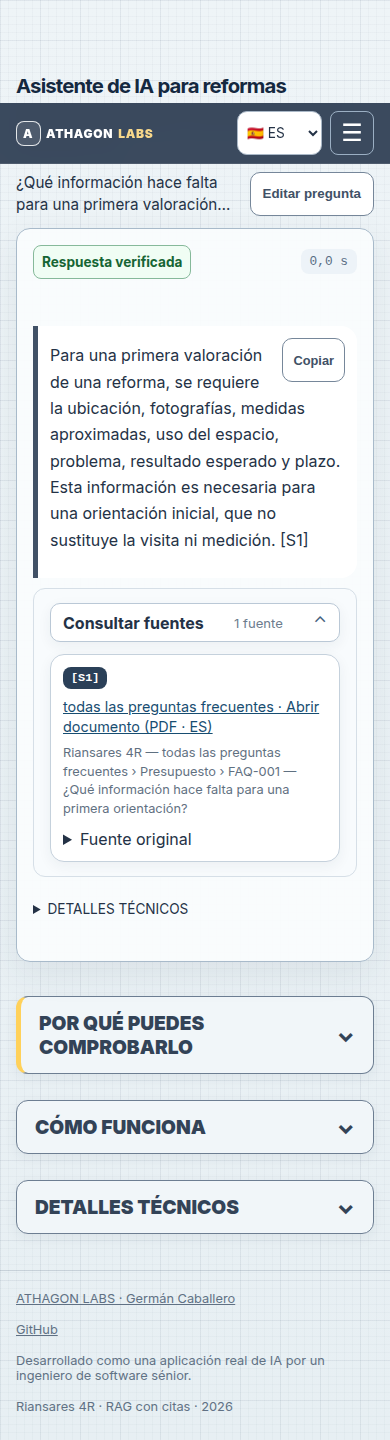 Asistente de IA para reformas
A ATHAGON LABS
🇪🇸 ES
☰
¿Qué información hace falta
para una primera valoración...
Editar pregunta
Respuesta verificada
0,0 s
Copiar
Para una primera valoración
de una reforma, se requiere
la ubicación, fotografías, medidas
aproximadas, uso del espacio,
problema, resultado esperado y plazo.
Esta información es necesaria para
una orientación inicial, que no
sustituye la visita ni medición. [S1]
Consultar fuentes 1 fuente
[S1]
todas las preguntas frecuentes · Abrir
documento (PDF · ES)
Riansares 4R — todas las preguntas
frecuentes › Presupuesto › FAQ-001 —
¿Qué información hace falta para una
primera orientación?
▶ Fuente original
▶ DETALLES TÉCNICOS
POR QUÉ PUEDES
COMPROBARLO
CÓMO FUNCIONA
DETALLES TÉCNICOS
ATHAGON LABS · Germán Caballero
GitHub
Desarrollado como una aplicación real de IA por un
ingeniero de software sénior.
Riansares 4R · RAG con citas · 2026